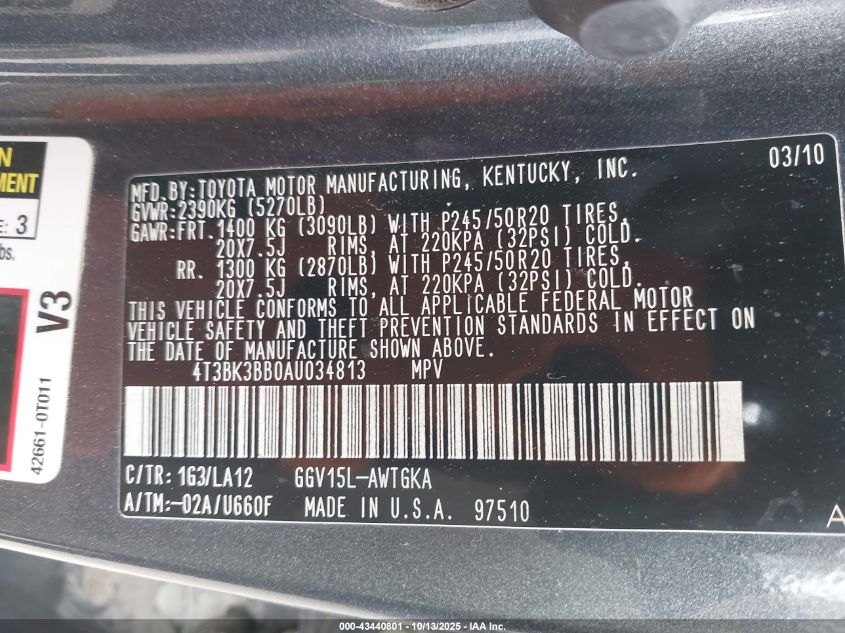 N
MENT
E: 3
bs.
V3
42661-0T011
03/10
MFD. BY: TOYOTA MOTOR MANUFACTURING, KENTUCKY, INC.
GVWR: 2390KG (5270LB)
GAWR: FRT. 1400 KG (3090LB) WITH P245/50R20 TIRES,
20X7.5J RIMS, AT 220KPA (32PSI) COLD.
RR. 1300 KG (2870LB) WITH P245/50R20 TIRES,
20X7.5J RIMS, AT 220KPA (32PSI) COLD.
THIS VEHICLE CONFORMS TO ALL APPLICABLE FEDERAL MOTOR
VEHICLE SAFETY AND THEFT PREVENTION STANDARDS IN EFFECT ON
THE DATE OF MANUFACTURE SHOWN ABOVE.
4T3BK3BB0AU034813 MPV
C/TR: 1G3/LA12 GGV15L-AWTGKA
A/TM:-02A/U660F MADE IN U.S.A. 97510
A
000-43440801 - 10/13/2025 - IAA Inc.